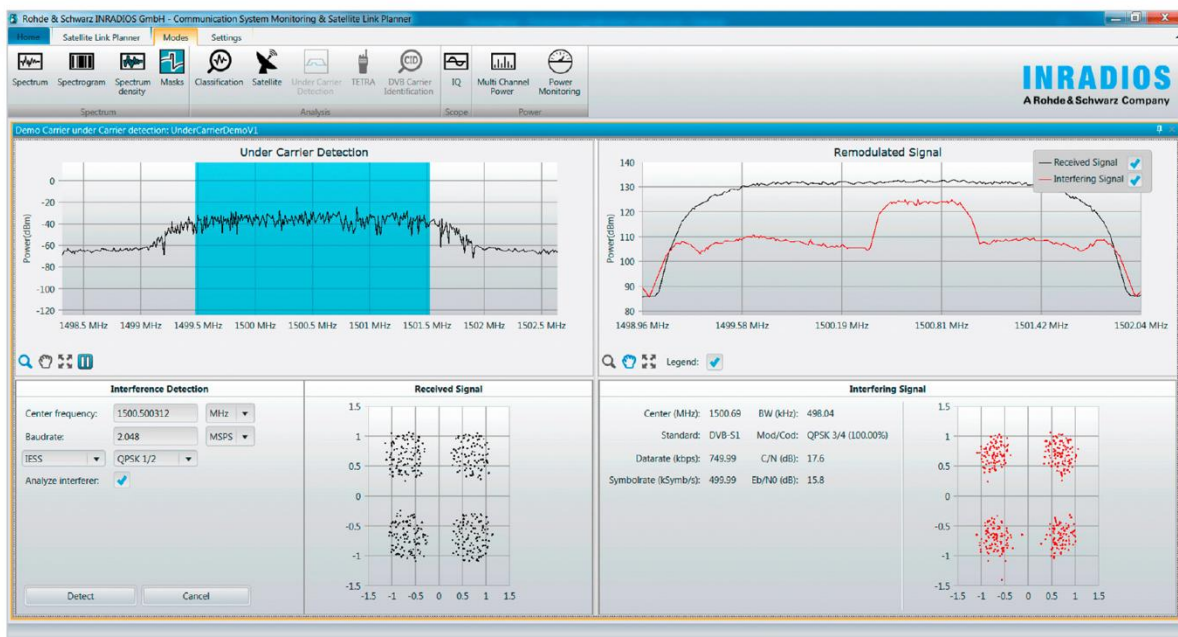 Rohde & Schwarz INRADIOS GmbH - Communication System Monitoring & Satellite Link Planner
Home Satellite Link Planner Modes Settings
Spectrum Spectrogram Spectrum density Masks Classification Satellite Under Carrier Detection TETRA DVB Carrier Identification IQ Multi Channel Power Power Monitoring
CID
Spectrum Analysis Scope Power
INRADIOS
A Rohde & Schwarz Company
Demo Carrier under Carrier detection: UnderCarrierDemoV1
Under Carrier Detection
Power(dBm)
0
-20
-40
-60
-80
-100
-120
1498.5 MHz 1499 MHz 1499.5 MHz 1500 MHz 1500.5 MHz 1501 MHz 1501.5 MHz 1502 MHz 1502.5 MHz
Remodulated Signal
Received Signal
Interfering Signal
Power(dBm)
140
130
120
110
100
90
80
1498.96 MHz 1499.58 MHz 1500.19 MHz 1500.81 MHz 1501.42 MHz 1502.04 MHz
Legend:
Interference Detection
Center frequency: 1500.500312 MHz
Baudrate: 2.048 MSPS
IESS QPSK 1/2
Analyze interferer:
Detect Cancel
Received Signal
1.5
1
0.5
0
-0.5
-1
-1.5
-1.5 -1 -0.5 0 0.5 1 1.5
Interfering Signal
Center (MHz): 1500.69 BW (kHz): 498.04
Standard: DVB-S1 Mod/Cod: QPSK 3/4 (100.00%)
Datarate (kbps): 749.99 C/N (dB): 17.6
Symbolrate (kSymb/s): 499.99 Eb/N0 (dB): 15.8
1.5
1
0.5
0
-0.5
-1
-1.5
-1.5 -1 -0.5 0 0.5 1 1.5